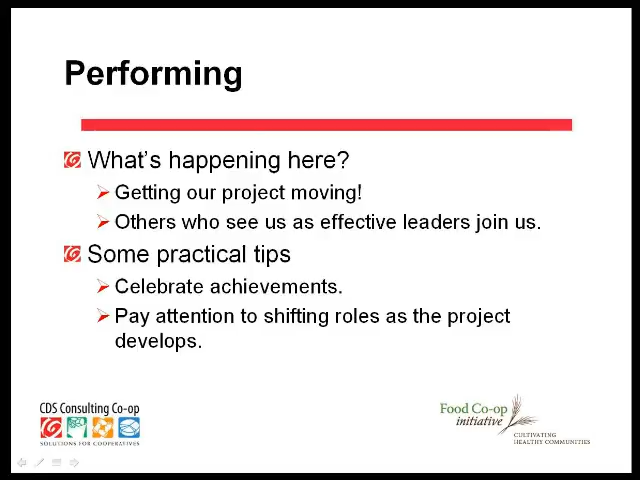 Performing
What's happening here?
Getting our project moving!
Others who see us as effective leaders join us.
Some practical tips
Celebrate achievements.
Pay attention to shifting roles as the project
develops.
CDS Consulting Co-op
SOLUTIONS FOR COOPERATIVES
Food Co-op
initiative
CULTIVATING
HEALTHY COMMUNITIES